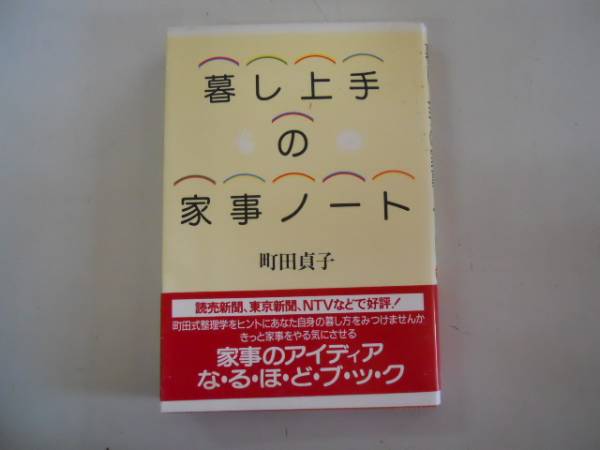 暮し上手
の
家事ノート
町田貞子
読売新聞、東京新聞、NTVなどで好評!
町田式整理学をヒントにあなた自身の暮し方をみつけませんか
きっと家事をやる気にさせる
家事のアイディア
な・る・ほ・ど・ブ・ッ・ク